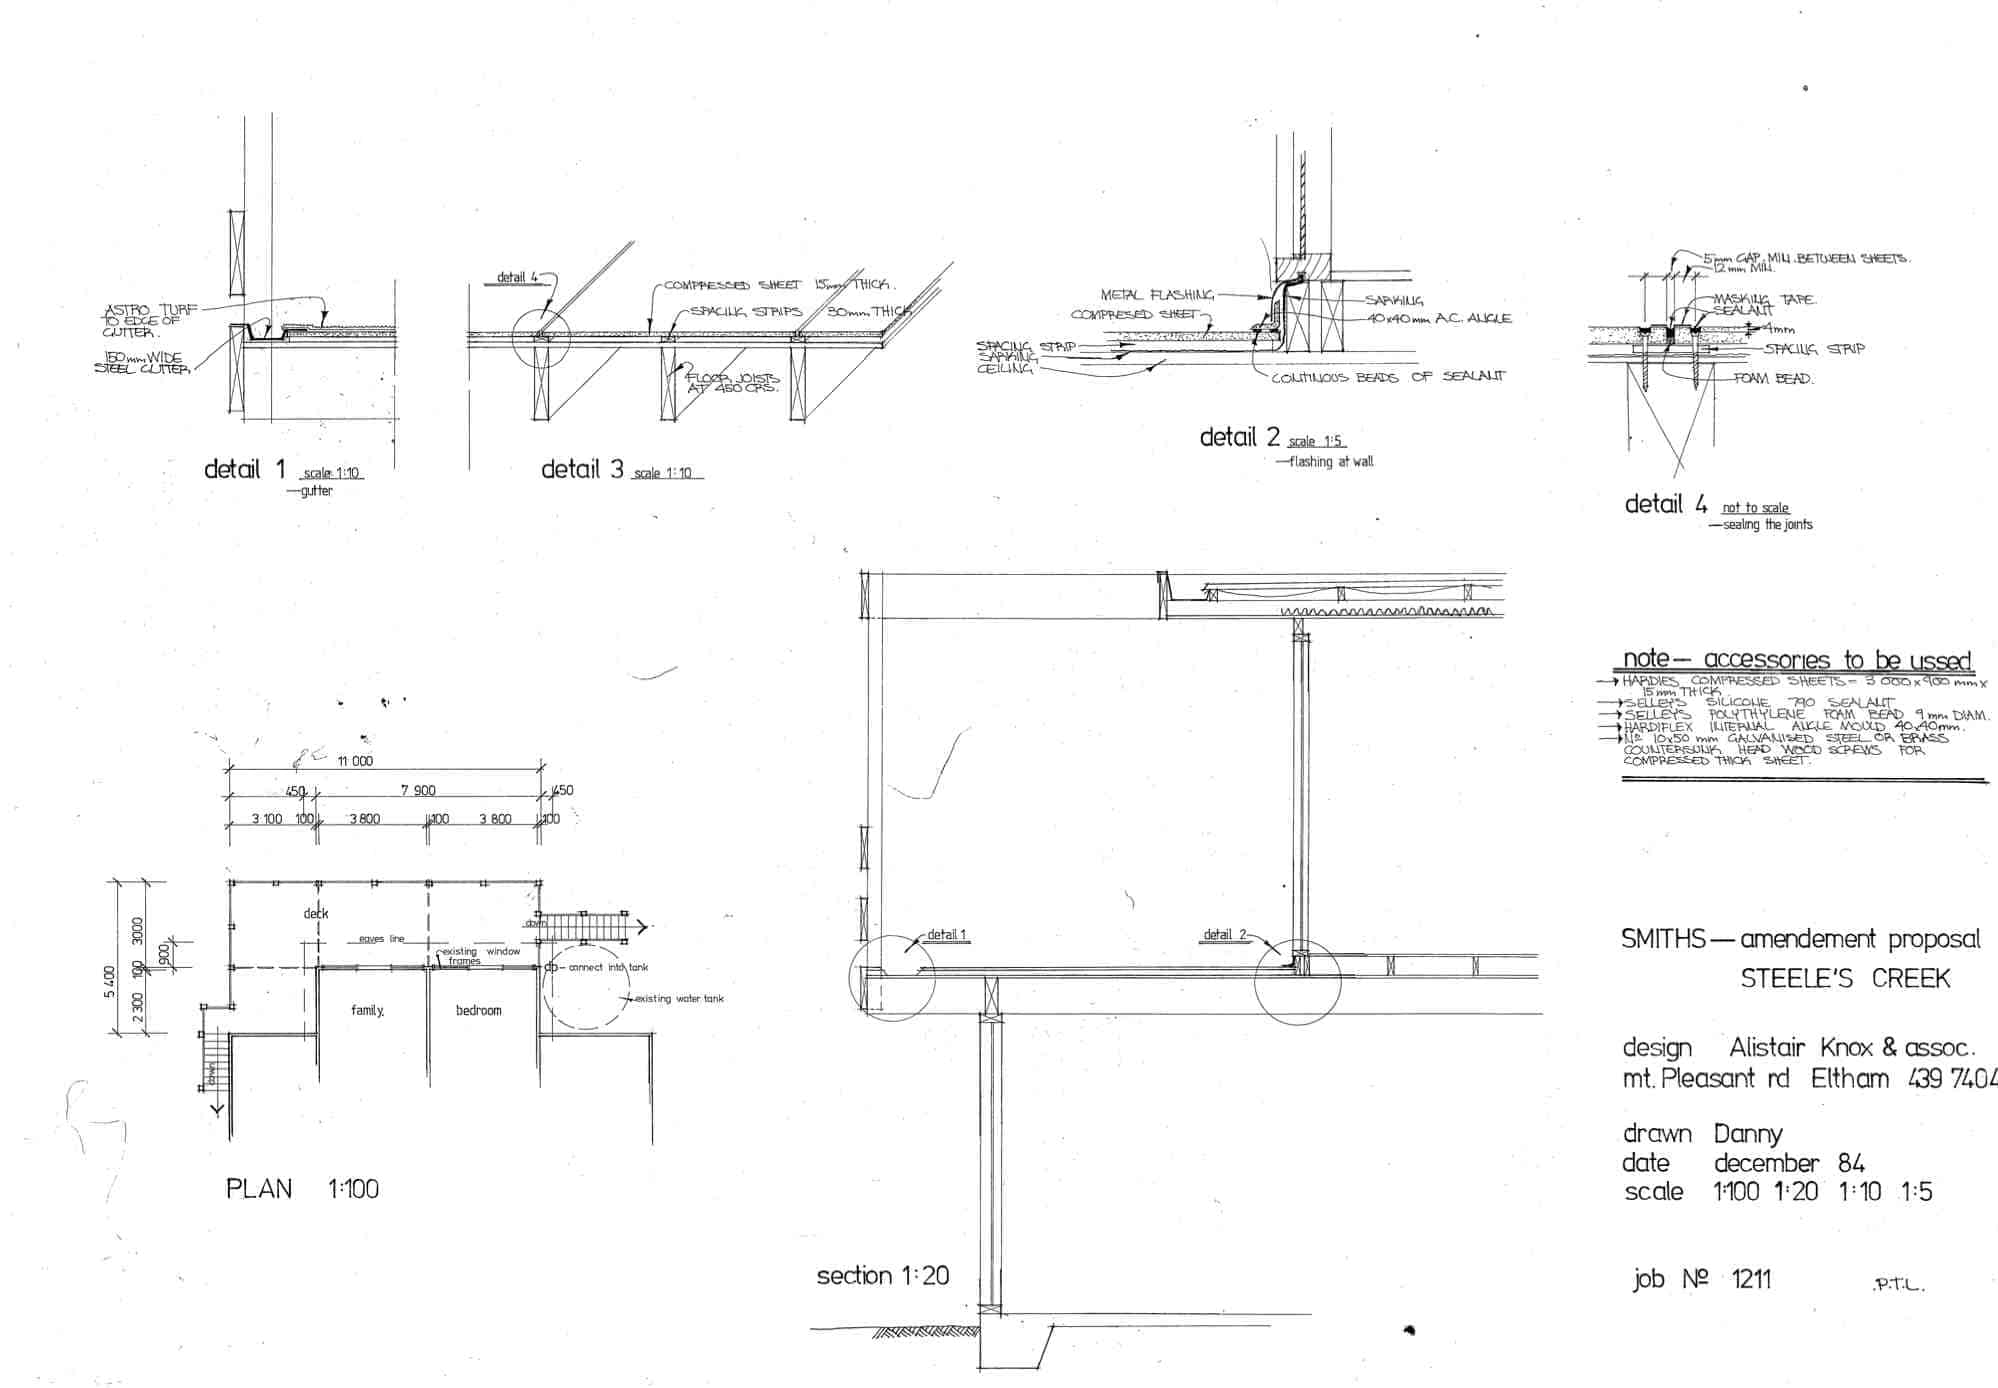 detail 4
COMPRESSED SHEET 15mm THICK.
SPACING STRIPS 30mm THICK
FLOOR JOISTS
AT 450 CRS.
ASTRO TURF
TO EDGE OF
GUTTER.
150mm WIDE
STEEL GUTTER
detail 1 scale 1:10
—gutter
detail 3 scale 1:10
METAL FLASHING
COMPRESED SHEET
SPACING STRIP
SARKING
CEILING
SARKING
40x40mm A.C. ANGLE
CONTINOUS BEADS OF SEALANT
detail 2 scale 1:5
—flashing at wall
5mm GAP. MIN. BETWEEN SHEETS.
12mm MIN.
MASKING TAPE.
SEALANT
4mm
SPACING STRIP
FOAM BEAD.
detail 4 not to scale
—sealing the joints
note— accessories to be ussed
HARDIES COMPRESSED SHEETS – 3 000 x 900 mm x
15mm THICK.
SELLEYS SILICONE 790 SEALANT
SELLEYS POLYTHYLENE FOAM BEAD 9mm DIAM.
HARDIFLEX INTERNAL ANGLE MOULD 40x40mm.
Nº 10x50 mm GALVANISED STEEL OR BRASS
COUNTERSUNK HEAD WOOD SCREWS FOR
COMPRESSED THICK SHEET.
11 000
450 7 900 450
3 100 100 3 800 100 3 800 100
5 400
3000
900
100
2 300
deck
down
eaves line
existing window
frames
connect into tank
existing water tank
family.
bedroom
down
PLAN 1:100
detail 1
detail 2
section 1:20
SMITHS — amendement proposal
STEELE'S CREEK
design Alistair Knox & assoc.
mt. Pleasant rd Eltham 439 7404
drawn Danny
date december 84
scale 1:100 1:20 1:10 1:5
job Nº 1211
.P.T.L.